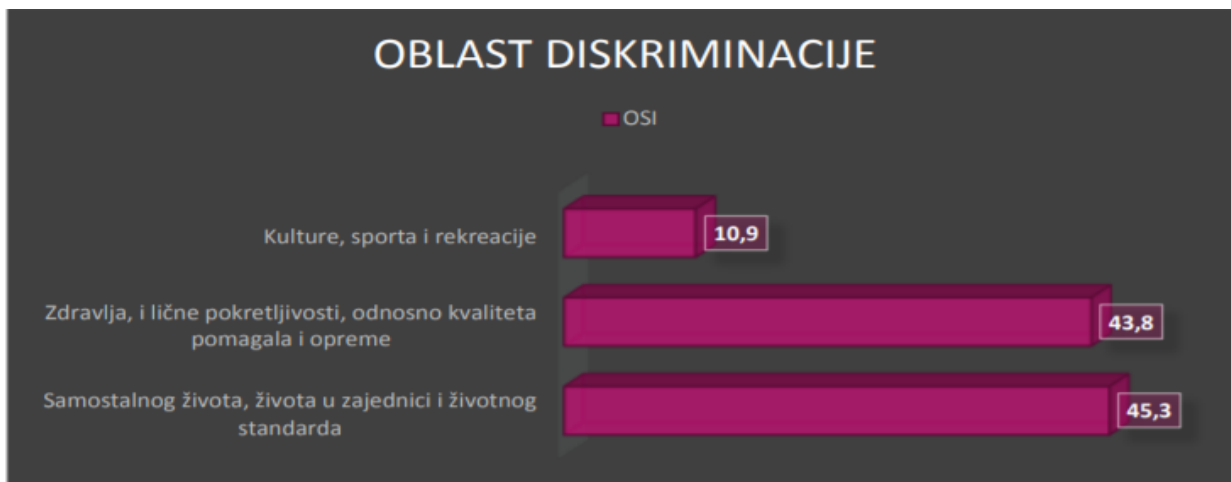 OBLAST DISKRIMINACIJE
OSI
Kulture, sporta i rekreacije
10,9
Zdravlja, i lične pokretljivosti, odnosno kvaliteta
pomagala i opreme
43,8
Samostalnog života, života u zajednici i životnog
standarda
45,3